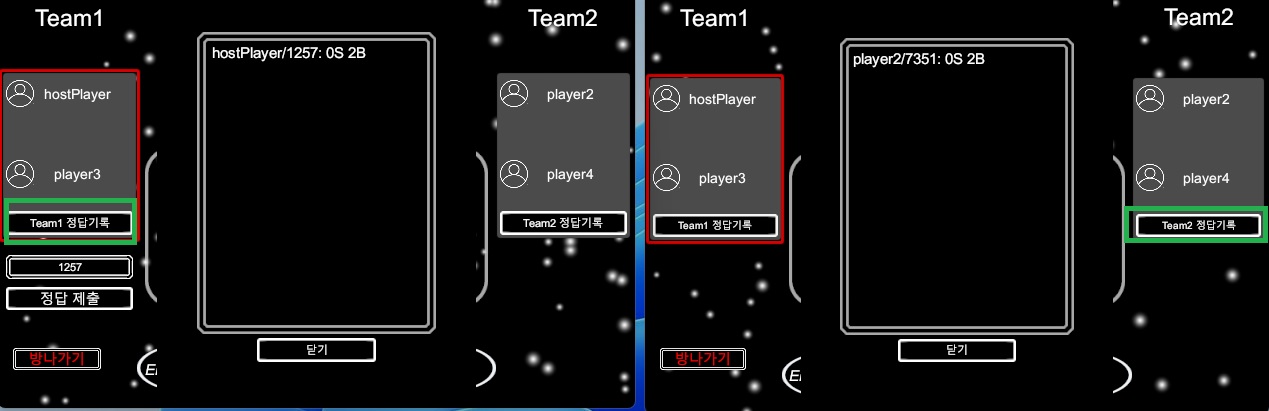 Team1
hostPlayer
player3
Team1 정답기록
1257
정답 제출
방나가기
E
hostPlayer/1257: 0S 2B
닫기
Team2
player2
player4
Team2 정답기록
Team1
hostPlayer
player3
Team1 정답기록
방나가기
E
player2/7351: 0S 2B
닫기
Team2
player2
player4
Team2 정답기록